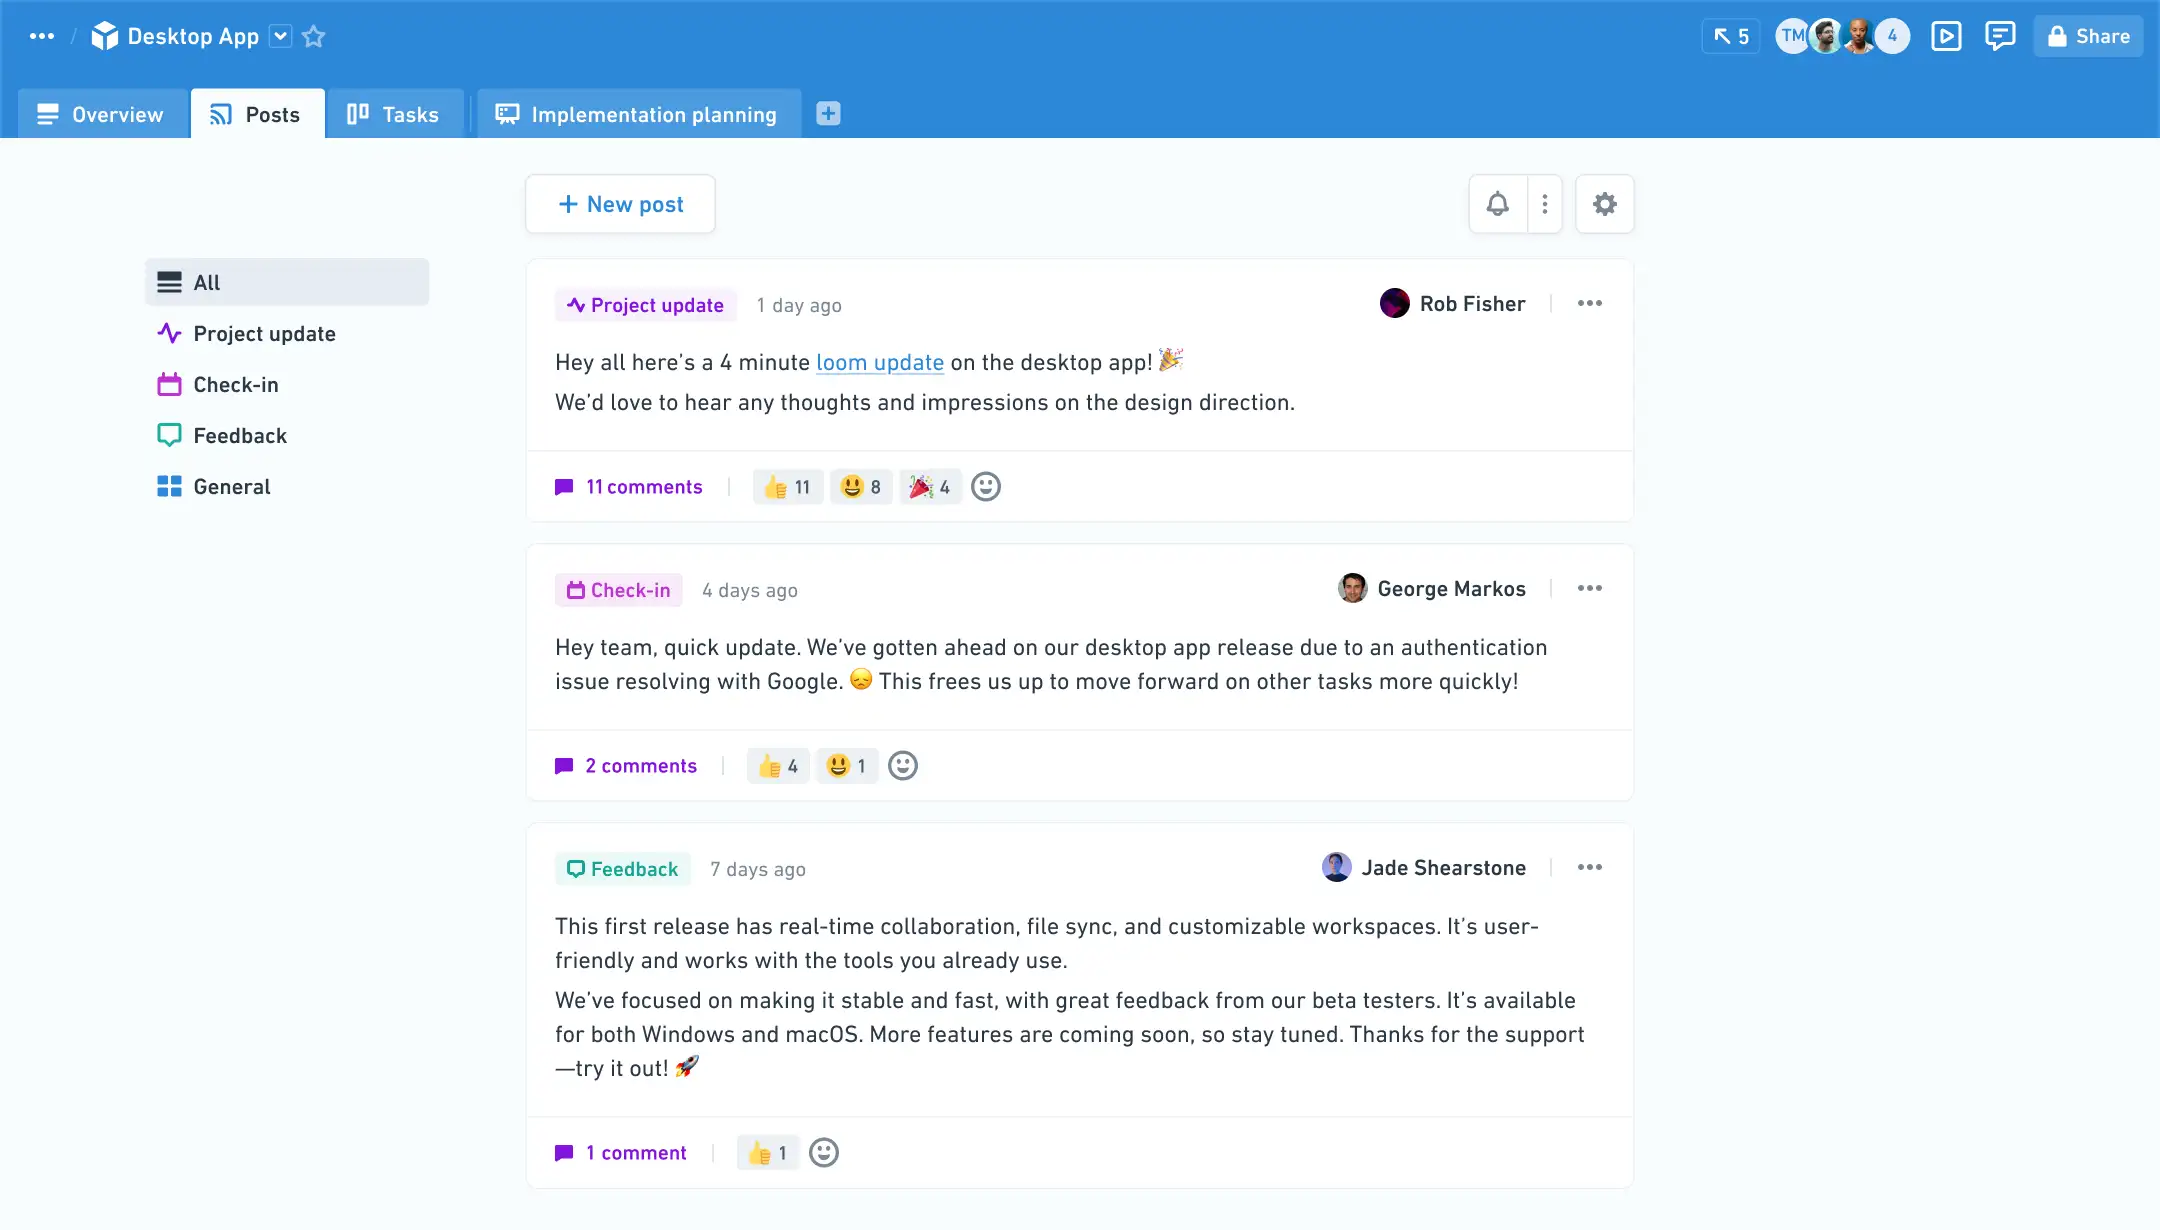 Desktop App
5
TM
4
Share
Overview
Posts
Tasks
Implementation planning
New post
All
Project update
Check-in
Feedback
General
Project update 1 day ago
Rob Fisher
Hey all here's a 4 minute loom update on the desktop app! 🎉
We'd love to hear any thoughts and impressions on the design direction.
11 comments 👍 11 😃 8 🎉 4
Check-in 4 days ago
George Markos
Hey team, quick update. We've gotten ahead on our desktop app release due to an authentication
issue resolving with Google. 😞 This frees us up to move forward on other tasks more quickly!
2 comments 👍 4 😃 1
Feedback 7 days ago
Jade Shearstone
This first release has real-time collaboration, file sync, and customizable workspaces. It's user-
friendly and works with the tools you already use.
We've focused on making it stable and fast, with great feedback from our beta testers. It's available
for both Windows and macOS. More features are coming soon, so stay tuned. Thanks for the support
—try it out! 🚀
1 comment 👍 1